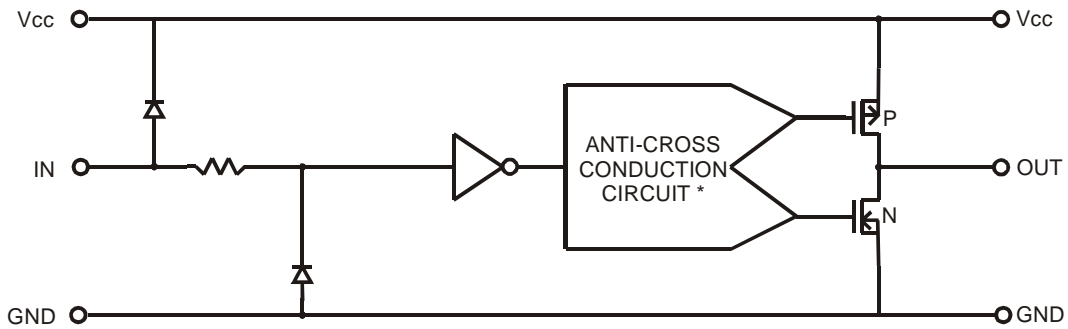 Vcc
Vcc
P
ANTI-CROSS
CONDUCTION
CIRCUIT *
IN
OUT
N
GND
GND